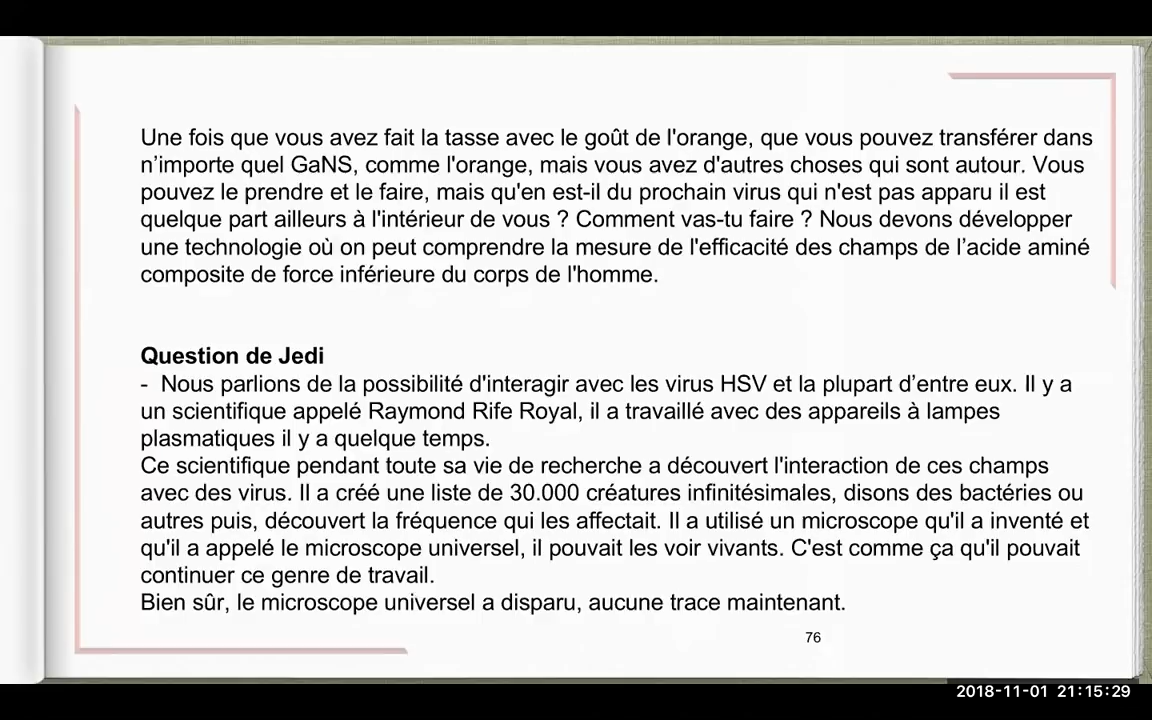 Une fois que vous avez fait la tasse avec le goût de l'orange, que vous pouvez transférer dans
n’importe quel GaNS, comme l'orange, mais vous avez d'autres choses qui sont autour. Vous
pouvez le prendre et le faire, mais qu'en est-il du prochain virus qui n'est pas apparu il est
quelque part ailleurs à l'intérieur de vous ? Comment vas-tu faire ? Nous devons développer
une technologie où on peut comprendre la mesure de l'efficacité des champs de l’acide aminé
composite de force inférieure du corps de l'homme.
Question de Jedi
- Nous parlions de la possibilité d'interagir avec les virus HSV et la plupart d’entre eux. Il y a
un scientifique appelé Raymond Rife Royal, il a travaillé avec des appareils à lampes
plasmatiques il y a quelque temps.
Ce scientifique pendant toute sa vie de recherche a découvert l'interaction de ces champs
avec des virus. Il a créé une liste de 30.000 créatures infinitésimales, disons des bactéries ou
autres puis, découvert la fréquence qui les affectait. Il a utilisé un microscope qu'il a inventé et
qu'il a appelé le microscope universel, il pouvait les voir vivants. C'est comme ça qu'il pouvait
continuer ce genre de travail.
Bien sûr, le microscope universel a disparu, aucune trace maintenant.
76
2018-11-01 21:15:29